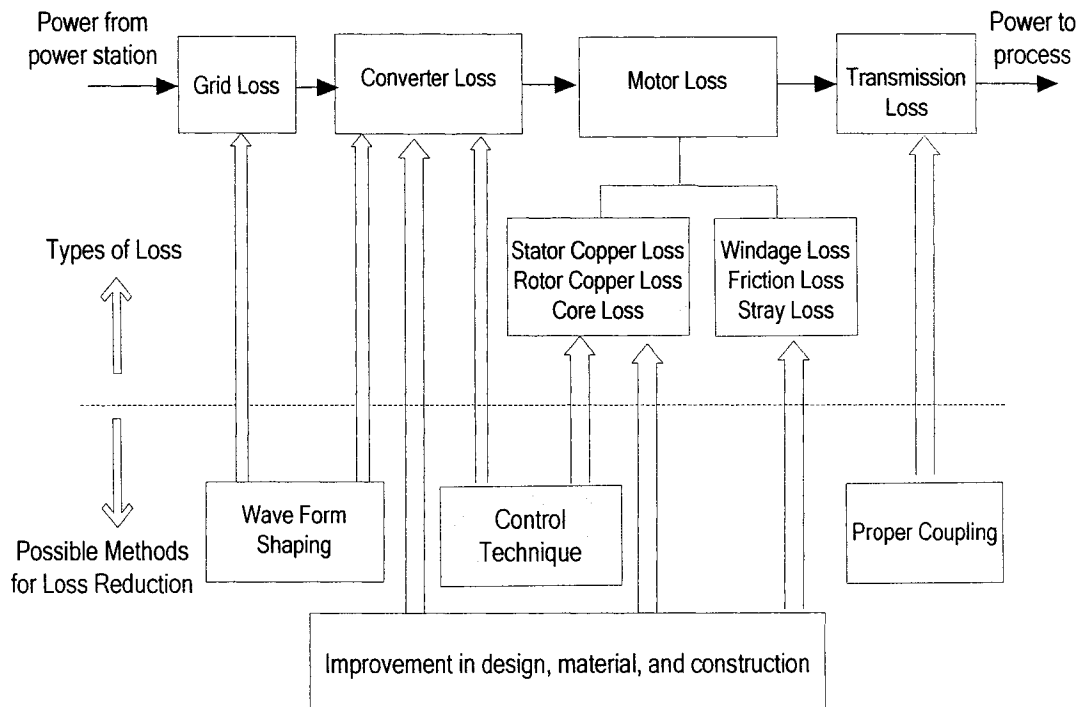 Power from
power station
Grid Loss
Converter Loss
Motor Loss
Transmission
Loss
Power to
process
Stator Copper Loss
Rotor Copper Loss
Core Loss
Windage Loss
Friction Loss
Stray Loss
Types of Loss
Possible Methods
for Loss Reduction
Wave Form
Shaping
Control
Technique
Proper Coupling
Improvement in design, material, and construction